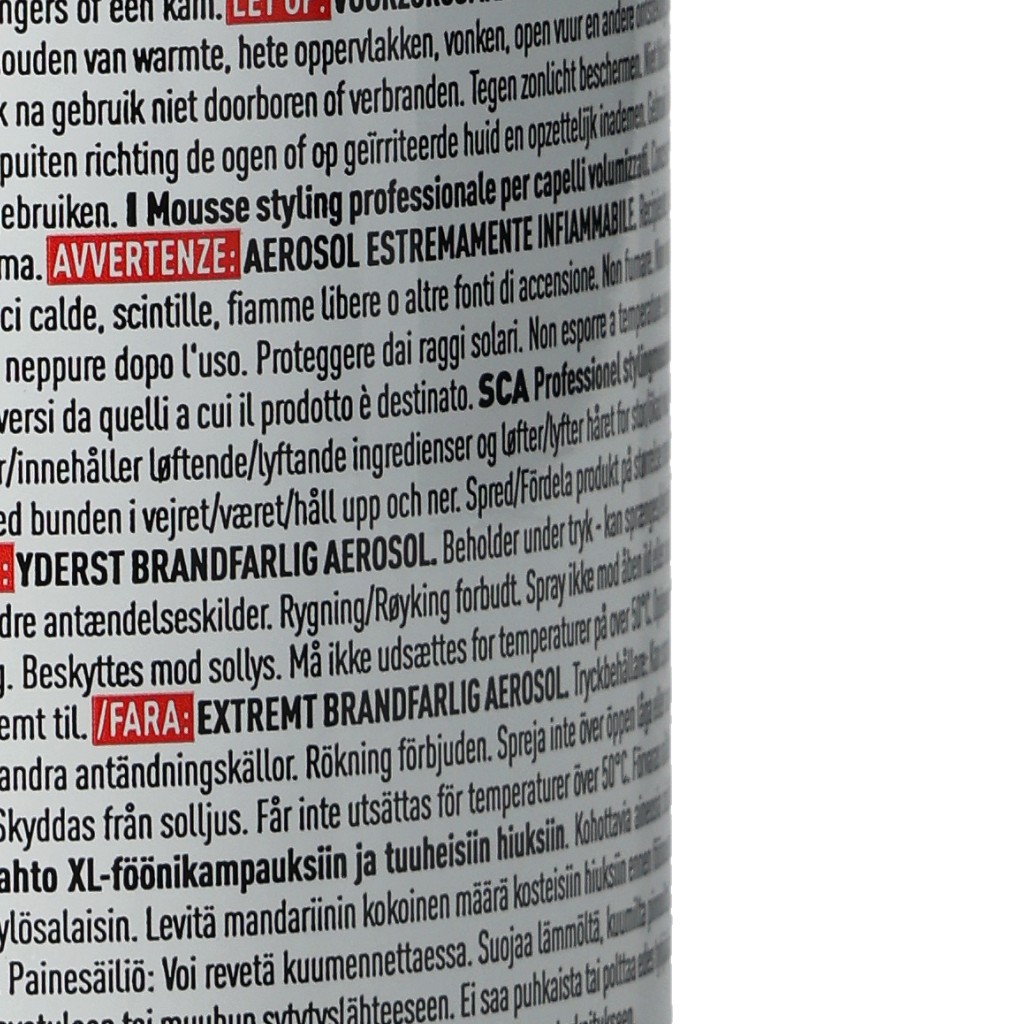 ngers of een kam. LET OP:
ouden van warmte, hete oppervlakken, vonken, open vuur en andere
k na gebruik niet doorboren of verbranden. Tegen zonlicht beschermen. Niet
puiten richting de ogen of op geïrriteerde huid en opzettelijk inademen.
ebruiken. I Mousse styling professionale per capelli volumizzati.
ma. AVVERTENZE: AEROSOL ESTREMAMENTE INFIAMMABILE.
ci calde, scintille, fiamme libere o altre fonti di accensione. Non fumare.
neppure dopo l'uso. Proteggere dai raggi solari. Non esporre a temperature
versi da quelli a cui il prodotto è destinato. SCA Professionel
r/innehåller løftende/lyftande ingredienser og løfter/lyfter håret for
ed bunden i vejret/været/håll upp och ner. Spred/Fördela produkt på
: YDERST BRANDFARLIG AEROSOL. Beholder under tryk - kan
dre antændelseskilder. Rygning/Røyking forbudt. Spray ikke mod åben ild
g. Beskyttes mod sollys. Må ikke udsættes for temperaturer på over 50°C.
emt til. /FARA: EXTREMT BRANDFARLIG AEROSOL. Tryckbehållare:
andra antändningskällor. Rökning förbjuden. Spreja inte över öppen låga
Skyddas från solljus. Får inte utsättas för temperaturer över 50°C.
ahto XL-föönikampauksiin ja tuuheisiin hiuksiin. Kohottavia
ylösalaisin. Levitä mandariinin kokoinen määrä kosteisiin hiuksiin ennen
Painesäiliö: Voi revetä kuumennettaessa. Suojaa lämmöltä, kuumilta
tai muuhun sytytyslähteeseen. Ei saa puhkaista tai polttaa edes